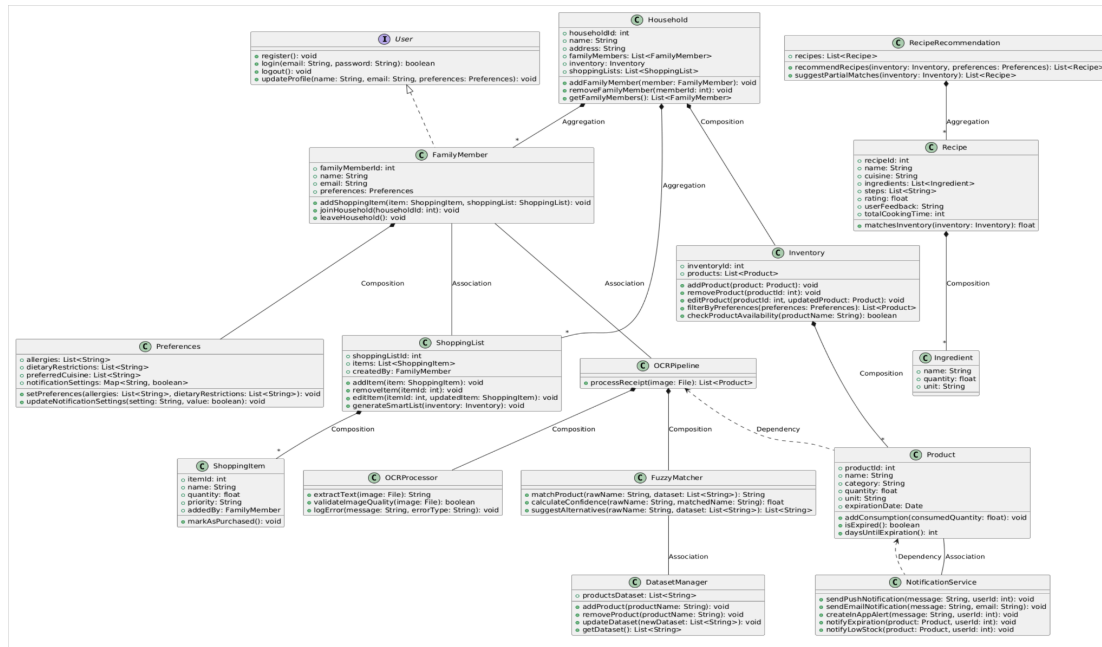 Household
householdId: int
name: String
address: String
familyMembers: List<FamilyMember>
inventory: Inventory
shoppingLists: List<ShoppingList>
addFamilyMember(member: FamilyMember): void
removeFamilyMember(memberId: int): void
getFamilyMembers(): List<FamilyMember>
I User
register(): void
login(email: String, password: String): boolean
logout(): void
updateProfile(name: String, email: String, preferences: Preferences): void
C RecipeRecommendation
recipes: List<Recipe>
recommendRecipes(inventory: Inventory, preferences: Preferences): List<Recipe>
suggestPartialMatches(inventory: Inventory): List<Recipe>
Aggregation
*
Composition
Aggregation
*
Aggregation
C FamilyMember
familyMemberId: int
name: String
email: String
preferences: Preferences
addShoppingItem(item: ShoppingItem, shoppingList: ShoppingList): void
joinHousehold(householdId: int): void
leaveHousehold(): void
C Recipe
recipeId: int
name: String
cuisine: String
ingredients: List<Ingredient>
steps: List<String>
rating: float
userFeedback: String
totalCookingTime: int
matchesInventory(inventory: Inventory): float
C Inventory
inventoryId: int
products: List<Product>
addProduct(product: Product): void
removeProduct(productId: int): void
editProduct(productId: int, updatedProduct: Product): void
filterByPreferences(preferences: Preferences): List<Product>
checkProductAvailability(productName: String): boolean
Composition
Association
Association
Composition
*
*
C Preferences
allergies: List<String>
dietaryRestrictions: List<String>
preferredCuisine: List<String>
notificationSettings: Map<String, boolean>
setPreferences(allergies: List<String>, dietaryRestrictions: List<String>): void
updateNotificationSettings(setting: String, value: boolean): void
C ShoppingList
shoppingListId: int
items: List<ShoppingItem>
createdBy: FamilyMember
addItem(item: ShoppingItem): void
removeItem(itemId: int): void
editItem(itemId: int, updatedItem: ShoppingItem): void
generateSmartList(inventory: Inventory): void
C OCRPipeline
processReceipt(image: File): List<Product>
C Ingredient
name: String
quantity: float
unit: String
Composition
Composition
Composition
Composition
Dependency
*
*
C ShoppingItem
itemId: int
name: String
quantity: float
priority: String
addedBy: FamilyMember
markAsPurchased(): void
C OCRProcessor
extractText(image: File): String
validateImageQuality(image: File): boolean
logError(message: String, errorType: String): void
C FuzzyMatcher
matchProduct(rawName: String, dataset: List<String>): String
calculateConfidence(rawName: String, matchedName: String): float
suggestAlternatives(rawName: String, dataset: List<String>): List<String>
C Product
productId: int
name: String
category: String
quantity: float
unit: String
expirationDate: Date
addConsumption(consumedQuantity: float): void
isExpired(): boolean
daysUntilExpiration(): int
Association
Dependency
Association
C DatasetManager
productsDataset: List<String>
addProduct(productName: String): void
removeProduct(productName: String): void
updateDataset(newDataset: List<String>): void
getDataset(): List<String>
C NotificationService
sendPushNotification(message: String, userId: int): void
sendEmailNotification(message: String, email: String): void
createInAppAlert(message: String, userId: int): void
notifyExpiration(product: Product, userId: int): void
notifyLowStock(product: Product, userId: int): void